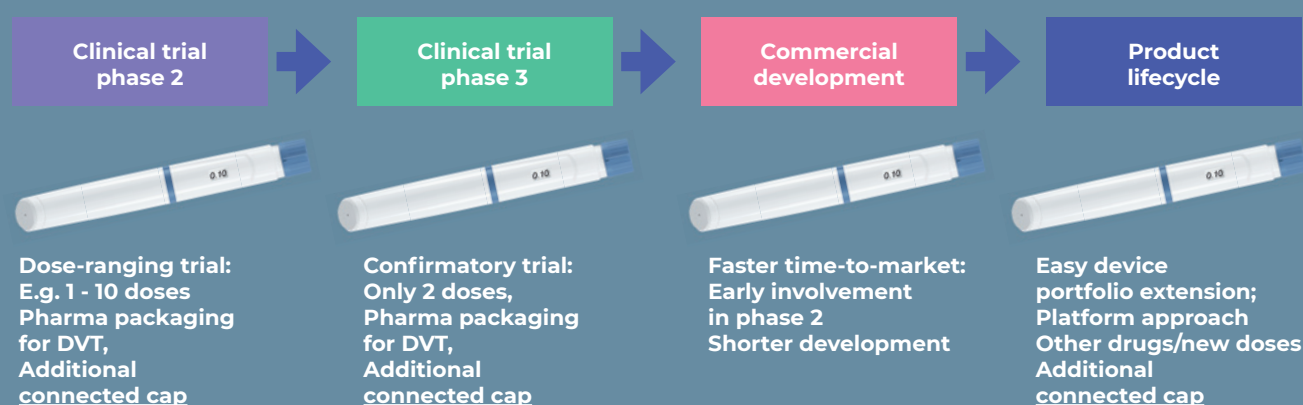 Clinical trial
phase 2
Clinical trial
phase 3
Commercial
development
Product
lifecycle
0.10
0.10
0.10
0.10
Dose-ranging trial:
E.g. 1 - 10 doses
Pharma packaging
for DVT,
Additional
connected cap
Confirmatory trial:
Only 2 doses,
Pharma packaging
for DVT,
Additional
connected cap
Faster time-to-market:
Early involvement
in phase 2
Shorter development
Easy device
portfolio extension;
Platform approach
Other drugs/new doses
Additional
connected cap